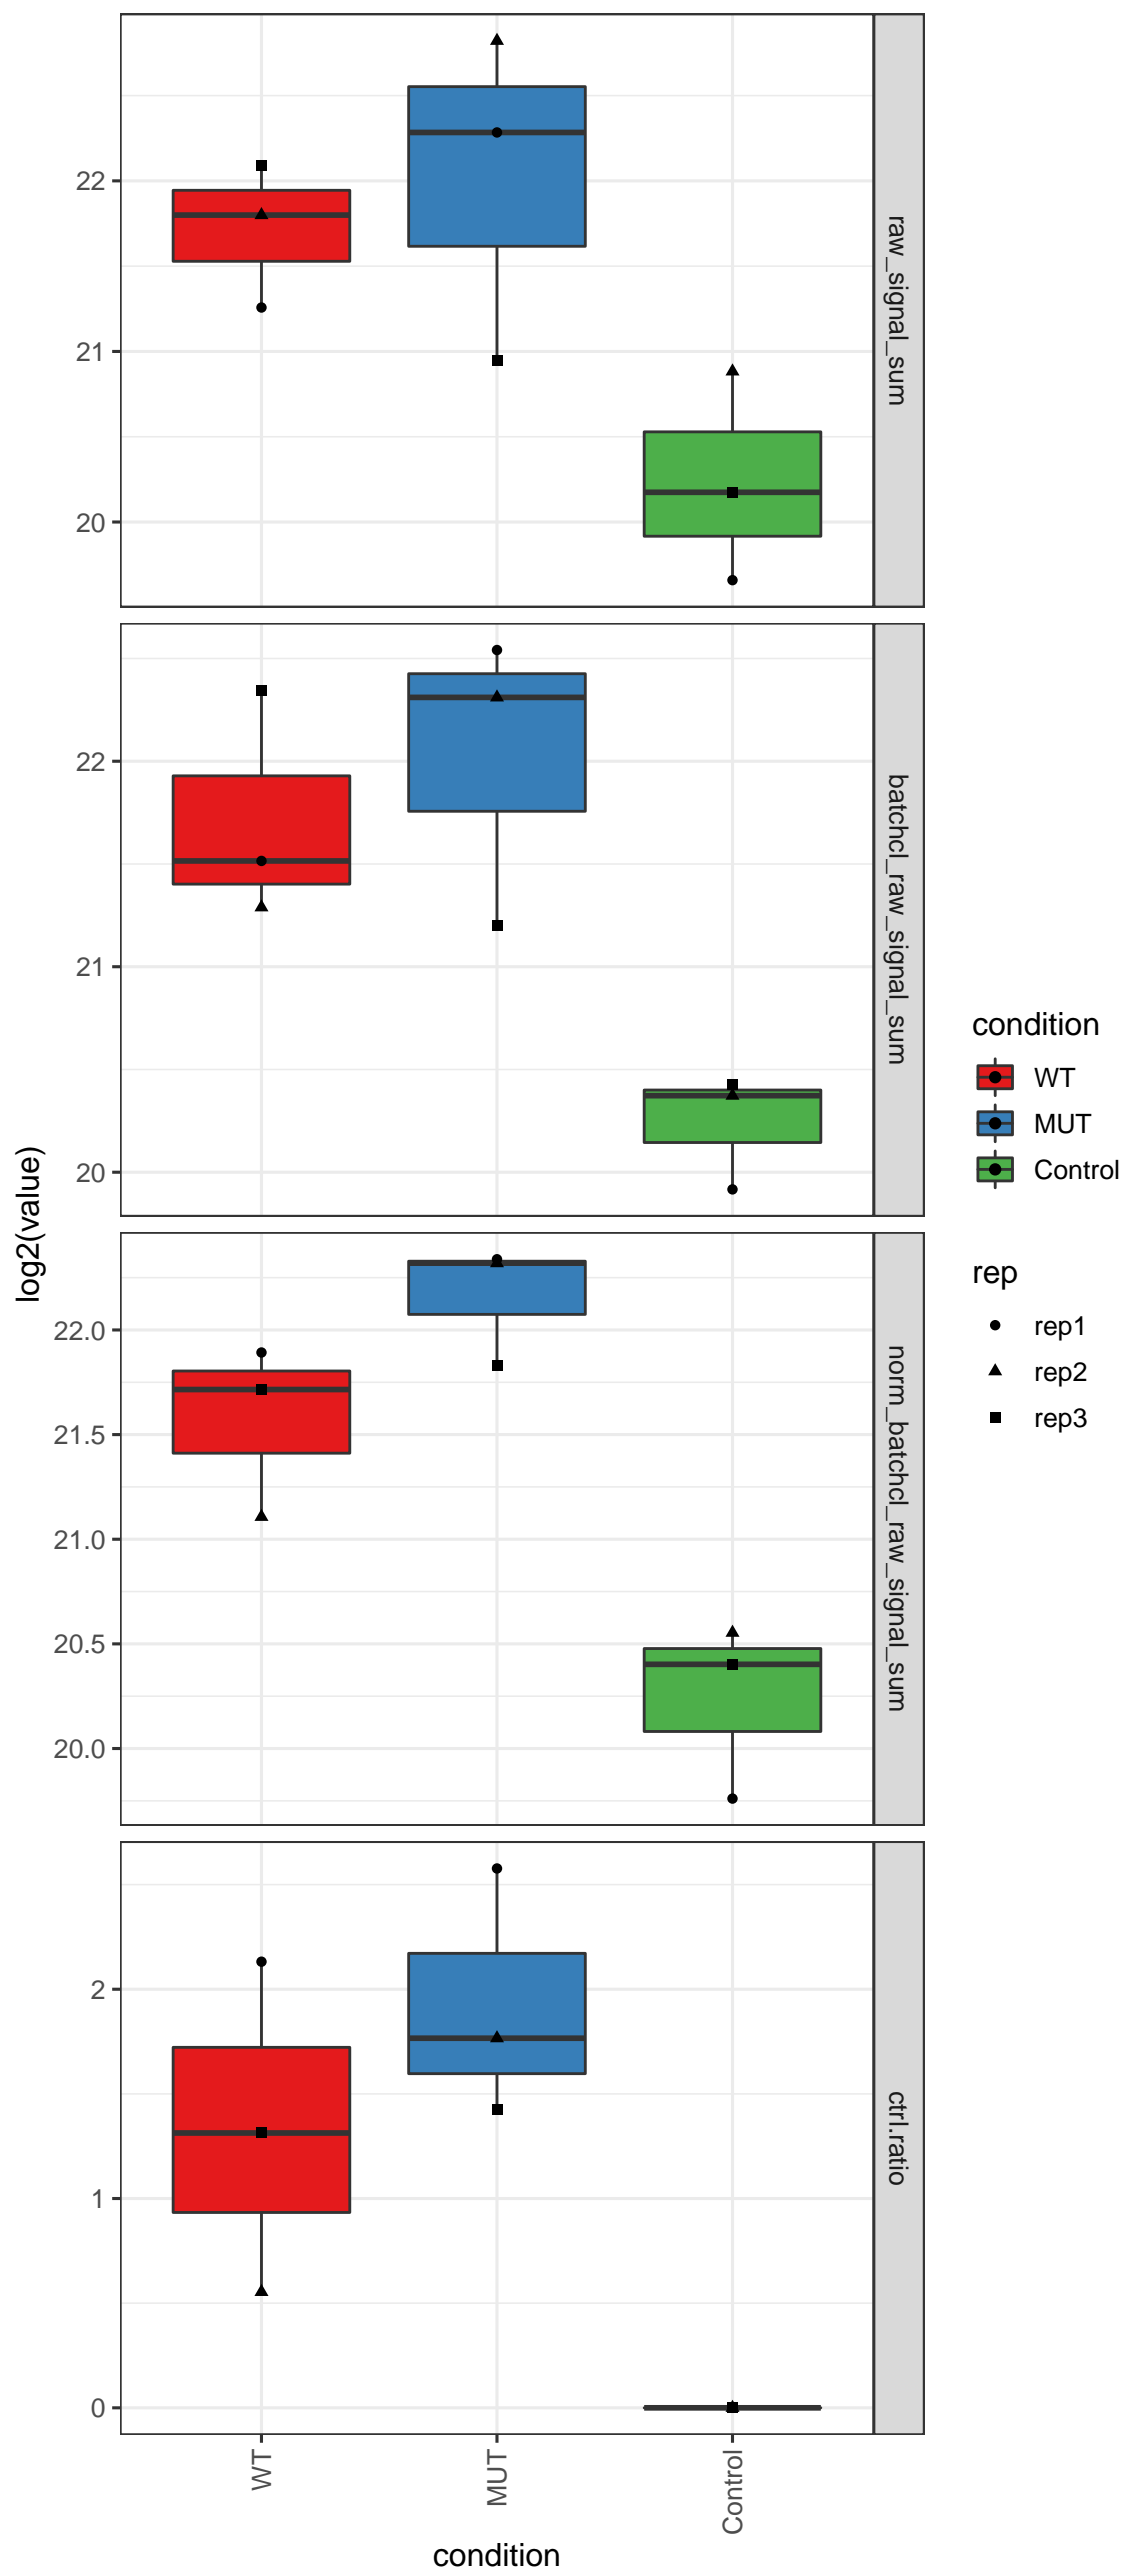 log2(value)
22
21
20
raw_signal_sum
22
21
20
batchcl_raw_signal_sum
22.0
21.5
21.0
20.5
20.0
norm_batchcl_raw_signal_sum
2
1
0
ctrl.ratio
WT
MUT
Control
condition
condition
WT
MUT
Control
rep
rep1
rep2
rep3